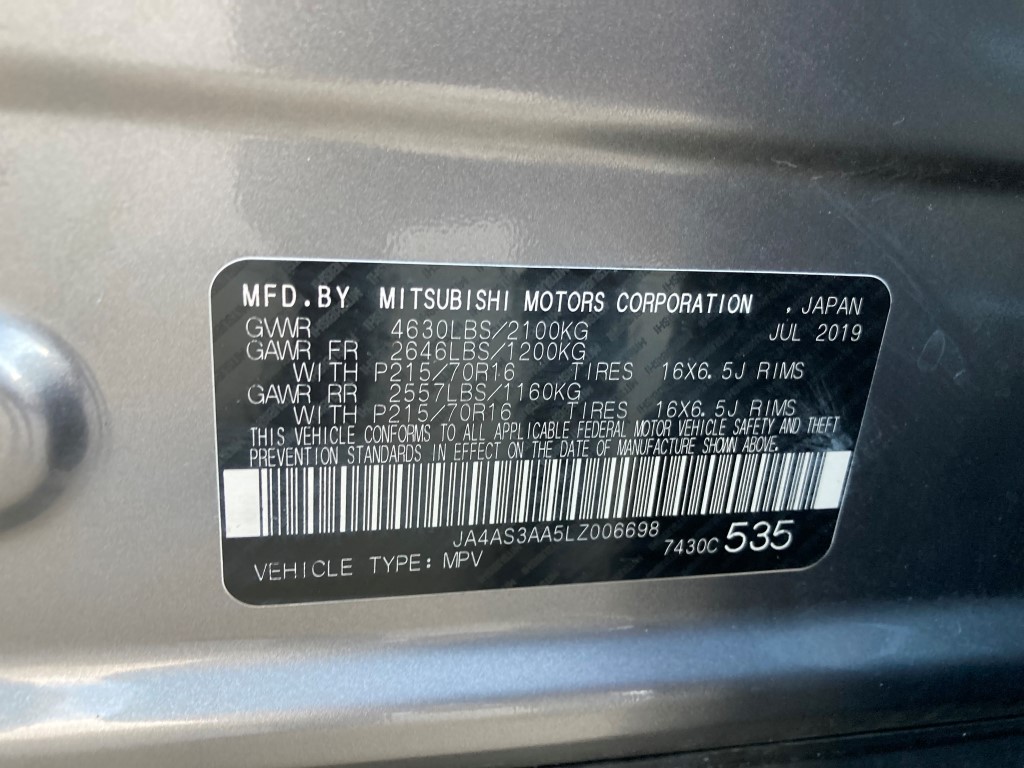 MFD.BY MITSUBISHI MOTORS CORPORATION , JAPAN
GVWR 4630LBS/2100KG JUL 2019
GAWR FR 2646LBS/1200KG
WITH P215/70R16 TIRES 16X6.5J RIMS
GAWR RR 2557LBS/1160KG
WITH P215/70R16 TIRES 16X6.5J RIMS
THIS VEHICLE CONFORMS TO ALL APPLICABLE FEDERAL MOTOR VEHICLE SAFETY AND THEFT
PREVENTION STANDARDS IN EFFECT ON THE DATE OF MANUFACTURE SHOWN ABOVE.
JA4AS3AA5LZ006698 7430C 535
VEHICLE TYPE: MPV